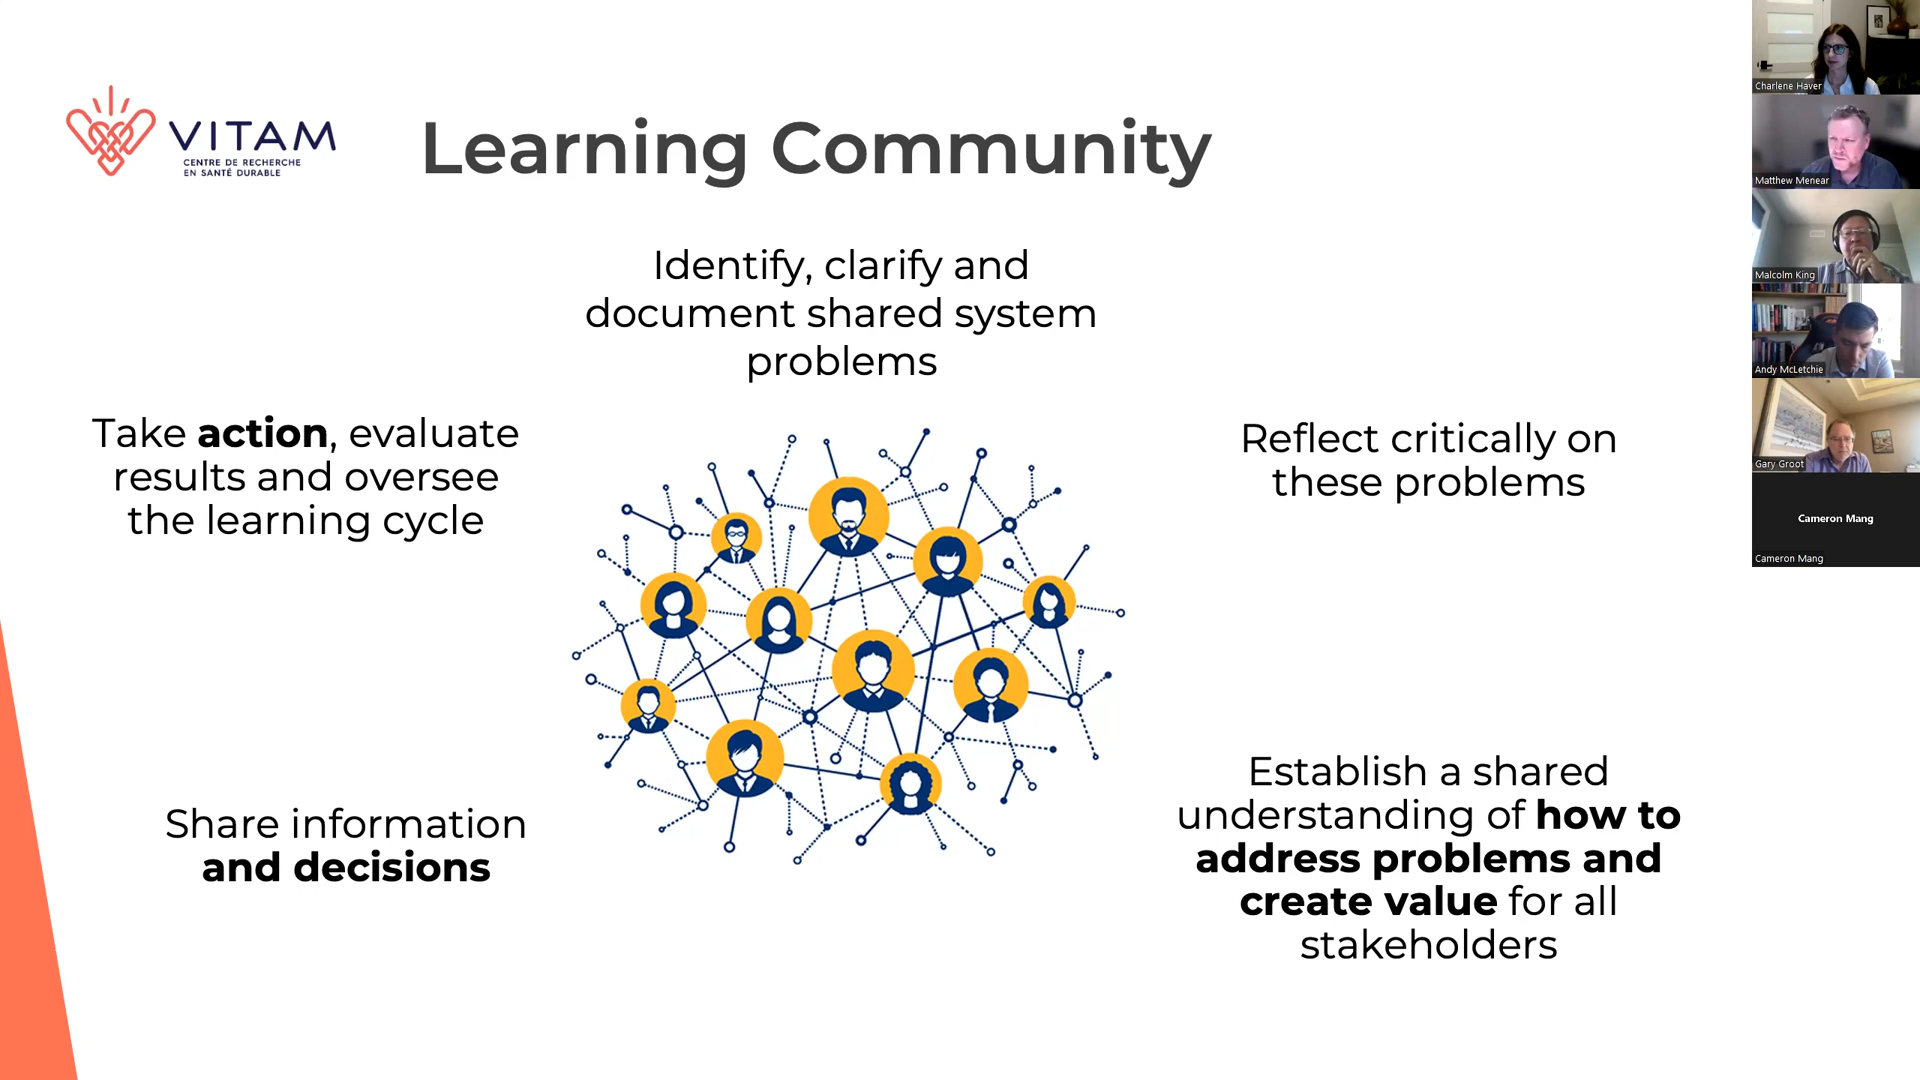 VITAM
CENTRE DE RECHERCHE
EN SANTÉ DURABLE
Learning Community
Identify, clarify and
document shared system
problems
Take action, evaluate
results and oversee
the learning cycle
Reflect critically on
these problems
Share information
and decisions
Establish a shared
understanding of how to
address problems and
create value for all
stakeholders
Charlene Haver
Matthew Menear
Malcolm King
Andy McLetchie
Gary Groot
Cameron Mang
Cameron Mang